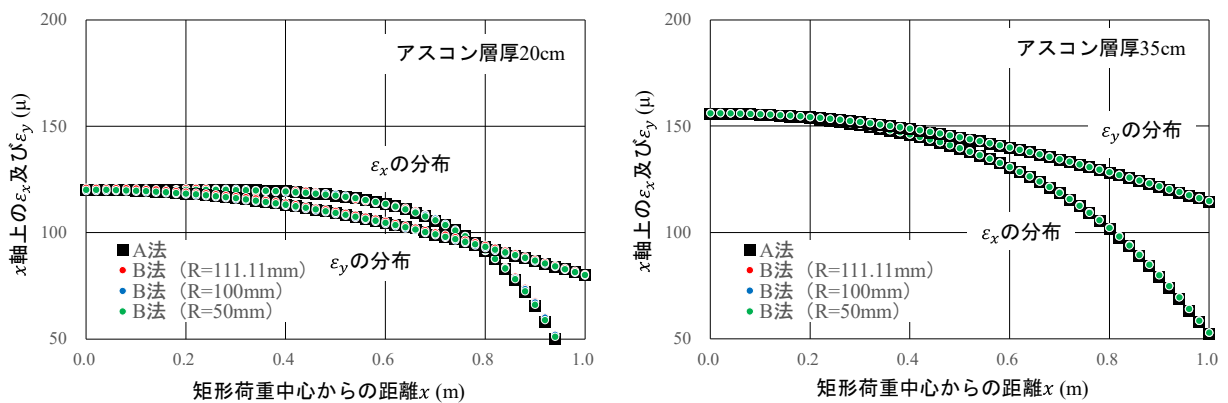 200
150
100
50
x軸上のεx及びεy (μ)
アスコン層厚20cm
εxの分布
εyの分布
A法
B法（R=111.11mm）
B法（R=100mm）
B法（R=50mm）
0.0 0.2 0.4 0.6 0.8 1.0
矩形荷重中心からの距離x (m)
200
150
100
50
x軸上のεx及びεy (μ)
アスコン層厚35cm
εyの分布
εxの分布
A法
B法（R=111.11mm）
B法（R=100mm）
B法（R=50mm）
0.0 0.2 0.4 0.6 0.8 1.0
矩形荷重中心からの距離x (m)